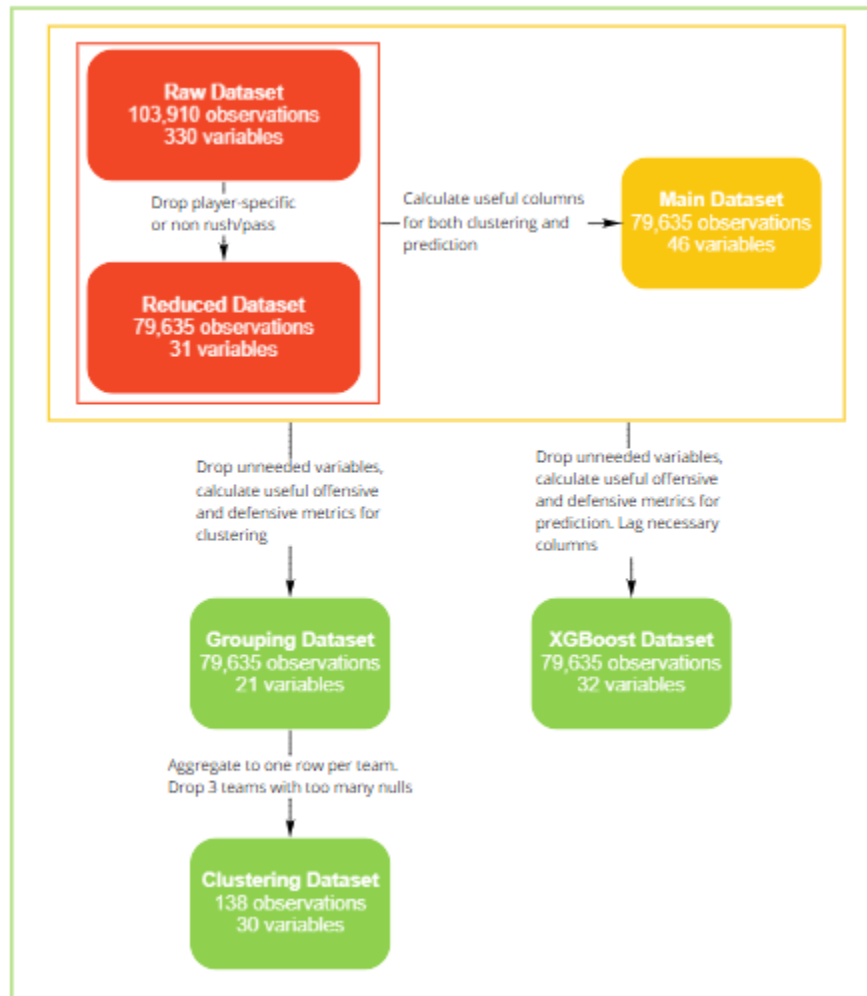 Raw Dataset
103,910 observations
330 variables
Drop player-specific
or non rush/pass
Reduced Dataset
79,635 observations
31 variables
Calculate useful columns
for both clustering and
prediction
Main Dataset
79,635 observations
46 variables
Drop unneeded variables,
calculate useful offensive
and defensive metrics for
clustering
Drop unneeded variables,
calculate useful offensive
and defensive metrics for
prediction. Lag necessary
columns
Grouping Dataset
79,635 observations
21 variables
XGBoost Dataset
79,635 observations
32 variables
Aggregate to one row per team.
Drop 3 teams with too many nulls
Clustering Dataset
138 observations
30 variables